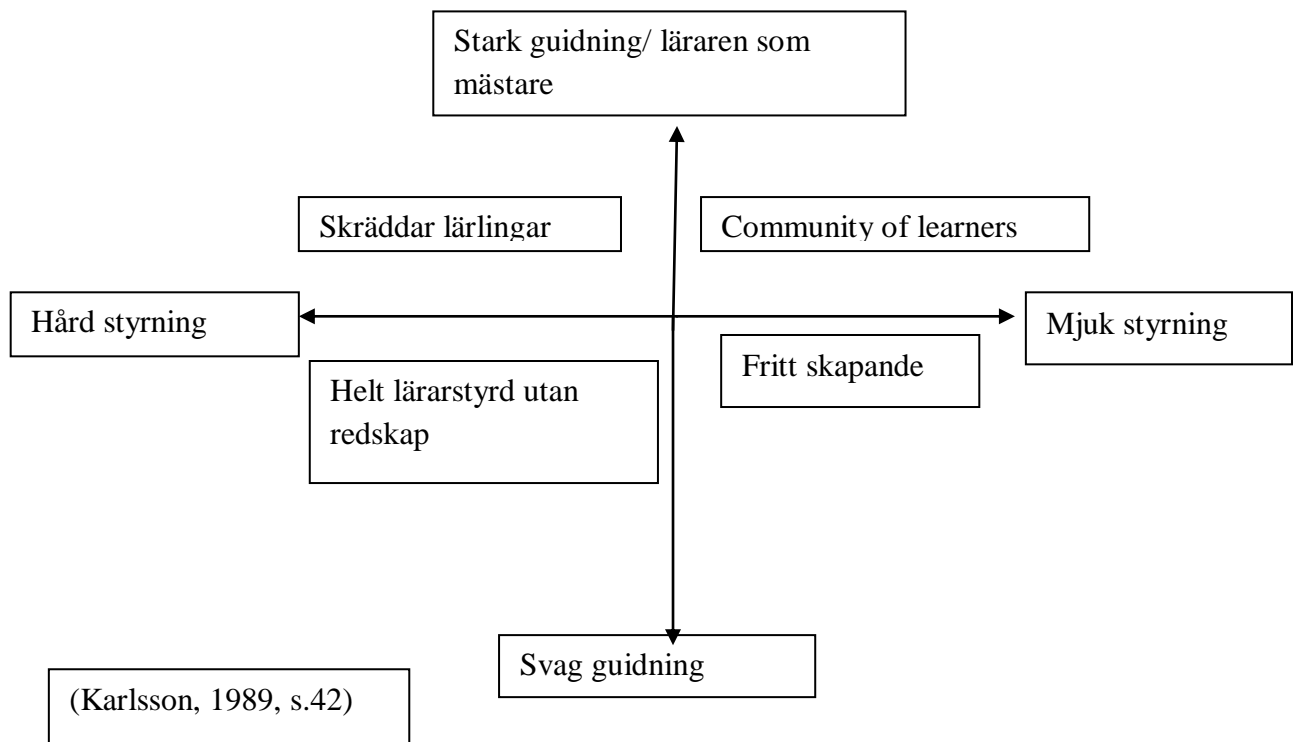 Stark guidning/ läraren som
mästare
Skräddar lärlingar
Community of learners
Hård styrning
Mjuk styrning
Helt lärarstyrd utan
redskap
Fritt skapande
Svag guidning
(Karlsson, 1989, s.42)